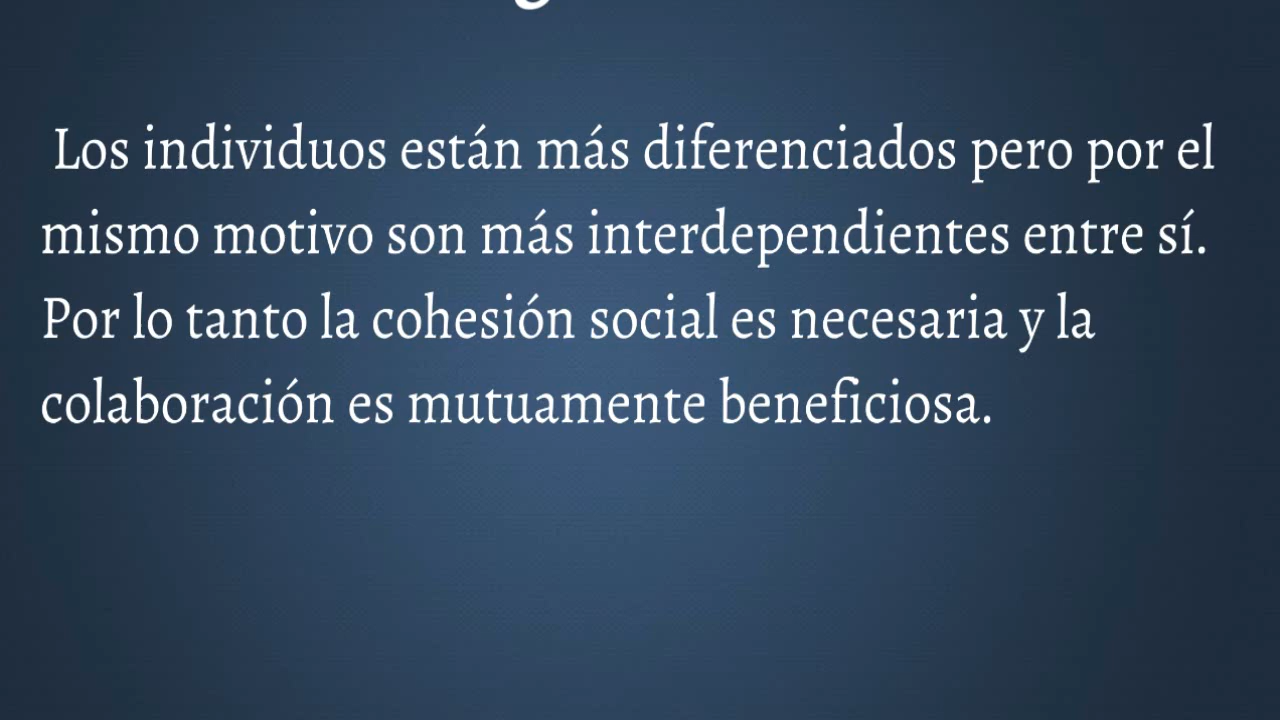 Los individuos están más diferenciados pero por el
mismo motivo son más interdependientes entre sí.
Por lo tanto la cohesión social es necesaria y la
colaboración es mutuamente beneficiosa.